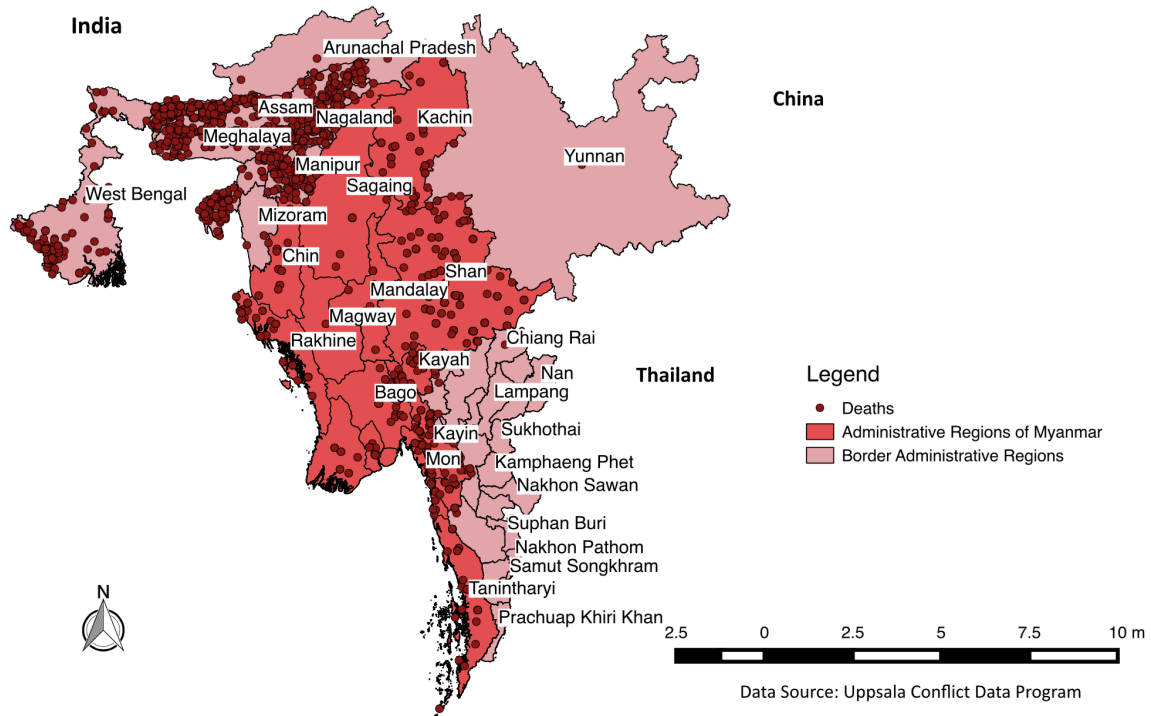 India
Arunachal Pradesh
China
Assam
Nagaland
Kachin
Meghalaya
Yunnan
Manipur
Sagaing
West Bengal
Mizoram
Chin
Shan
Mandalay
Magway
Rakhine
Chiang Rai
Kayah
Nan
Thailand
Legend
Bago
Lampang
Deaths
Kayin
Sukhothai
Administrative Regions of Myanmar
Mon
Border Administrative Regions
Kamphaeng Phet
Nakhon Sawan
Suphan Buri
Nakhon Pathom
Samut Songkhram
N
Tanintharyi
Prachuap Khiri Khan
2.5 0 2.5 5 7.5 10 m
Data Source: Uppsala Conflict Data Program